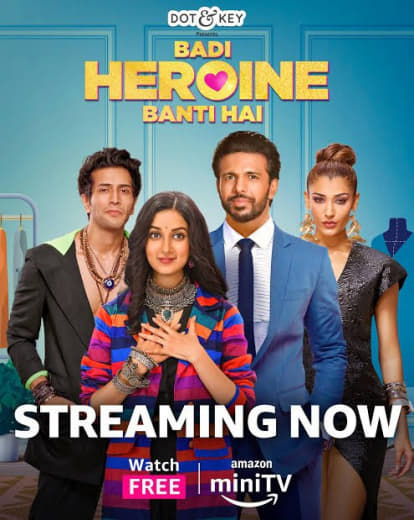 DOT & KEY
Presents
BADI
HEROINE
BANTI HAI
STREAMING NOW
Watch
FREE
amazon
miniTV